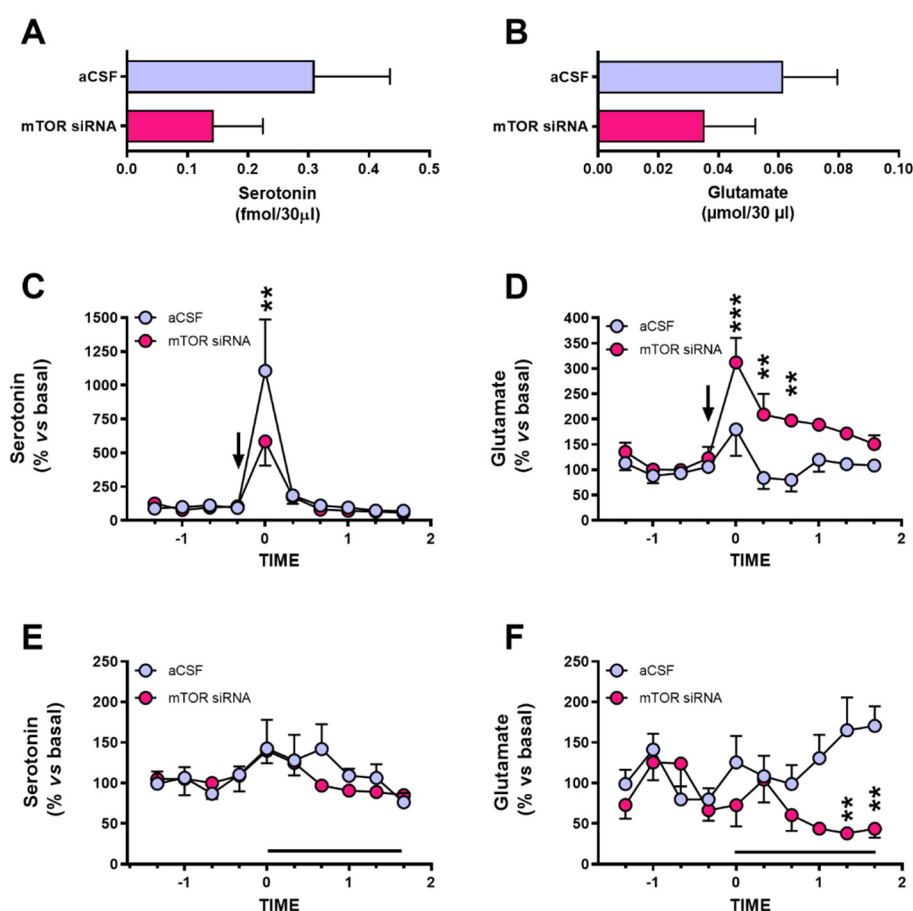 A
aCSF
mTOR siRNA
0.0 0.1 0.2 0.3 0.4 0.5
Serotonin
(fmol/30µl)
B
aCSF
mTOR siRNA
0.00 0.02 0.04 0.06 0.08 0.10
Glutamate
(µmol/30 µl)
C
aCSF
mTOR siRNA
Serotonin
(% vs basal)
1500
1250
1000
750
500
250
0
**
-1 0 1 2
TIME
D
aCSF
mTOR siRNA
Glutamate
(% vs basal)
400
350
300
250
200
150
100
50
0
***
**
**
-1 0 1 2
TIME
E
aCSF
mTOR siRNA
Serotonin
(% vs basal)
250
200
150
100
50
0
-1 0 1 2
TIME
F
aCSF
mTOR siRNA
Glutamate
(% vs basal)
250
200
150
100
50
0
**
**
-1 0 1 2
TIME